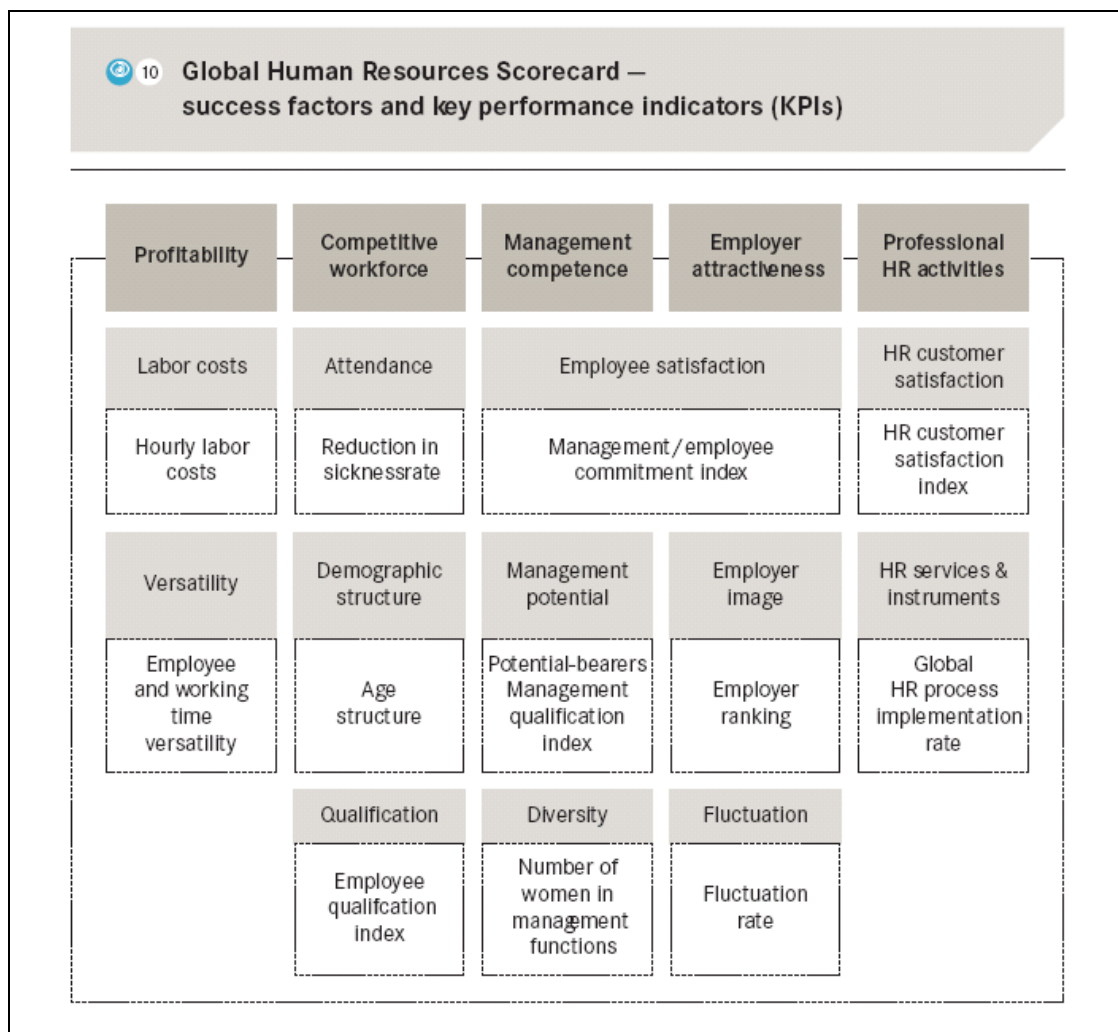 10 Global Human Resources Scorecard —
success factors and key performance indicators (KPIs)
Profitability
Competitive
workforce
Management
competence
Employer
attractiveness
Professional
HR activities
Labor costs
Attendance
Employee satisfaction
HR customer
satisfaction
Hourly labor
costs
Reduction in
sicknessrate
Management/employee
commitment index
HR customer
satisfaction
index
Versatility
Demographic
structure
Management
potential
Employer
image
HR services &
instruments
Employee
and working
time
versatility
Age
structure
Potential-bearers
Management
qualification
index
Employer
ranking
Global
HR process
implementation
rate
Qualification
Diversity
Fluctuation
Employee
qualifcation
index
Number of
women in
management
functions
Fluctuation
rate